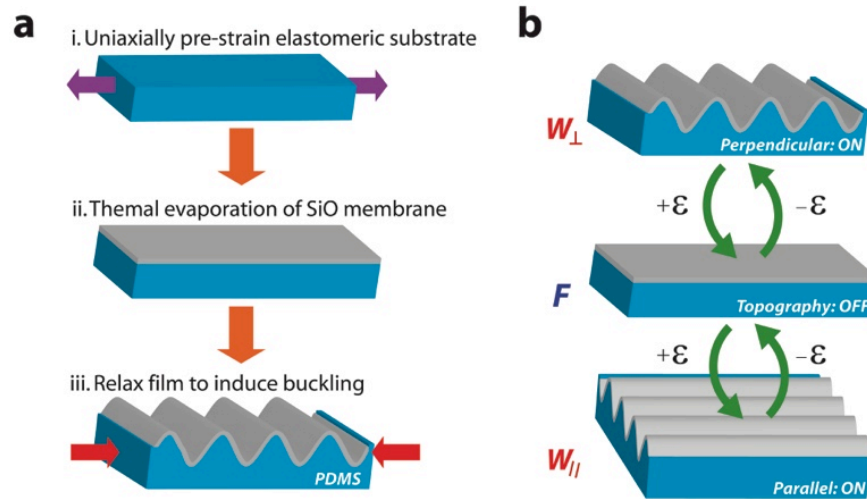 a
i. Uniaxially pre-strain elastomeric substrate
ii. Themal evaporation of SiO membrane
iii. Relax film to induce buckling
PDMS
b
W⊥
Perpendicular: ON
+ε
−ε
F
Topography: OFF
+ε
−ε
W//
Parallel: ON